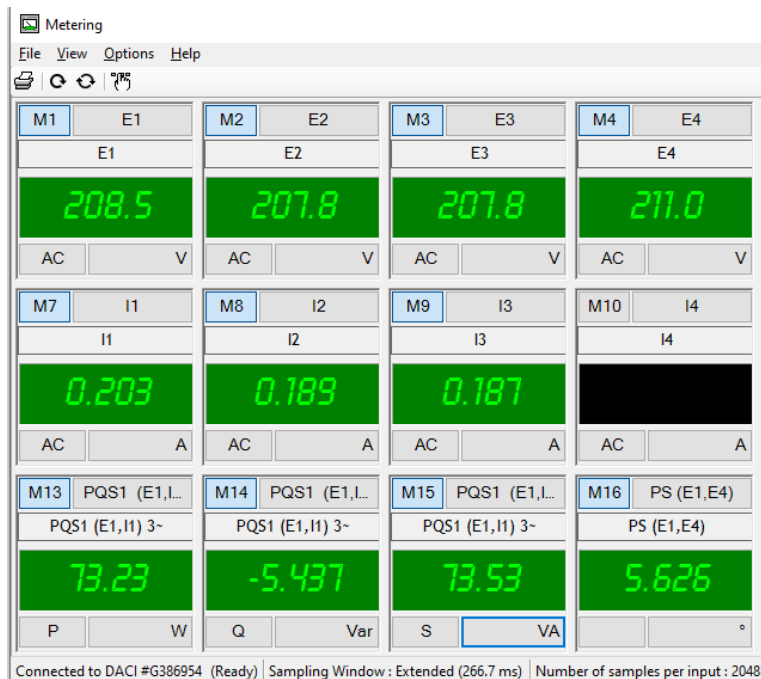 Metering
File View Options Help
M1 E1 M2 E2 M3 E3 M4 E4
E1 E2 E3 E4
208.5 207.8 207.8 211.0
AC V AC V AC V AC V
M7 I1 M8 I2 M9 I3 M10 I4
I1 I2 I3 I4
0.203 0.189 0.187
AC A AC A AC A AC A
M13 PQS1 (E1,I... M14 PQS1 (E1,I... M15 PQS1 (E1,I... M16 PS (E1,E4)
PQS1 (E1,I1) 3~ PQS1 (E1,I1) 3~ PQS1 (E1,I1) 3~ PS (E1,E4)
73.23 -5.437 73.53 5.626
P W Q Var S VA °
Connected to DACI #G386954 (Ready) Sampling Window : Extended (266.7 ms) Number of samples per input : 2048